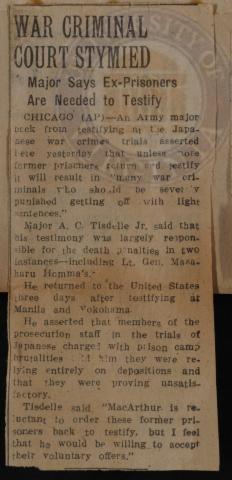 WAR CRIMINAL
COURT STYMIED
Major Says Ex-Prisoners
Are Needed to Testify
CHICAGO (AP)—An Army major
back from testifying at the Japa-
nese war crimes trials asserted
here yesterday that unless more
former prisoners return and testify
it will result in "many war cri-
minals who should be severely
punished getting off with light
sentences."
Major A. C. Tisdelle Jr. said that
his testimony was largely respon-
sible for the death penalties in two
instances—including Lt. Gen. Masa-
haru Homma's.
He returned to the United States
three days after testifying at
Manila and Yokohama.
He asserted that members of the
prosecution staff in the trials of
Japanese charged with prison camp
brutalities told him they were re-
lying entirely on depositions and
that they were proving unsatis-
factory.
Tisdelle said, "MacArthur is re-
luctant to order these former pri-
soners back to testify, but I feel
that he would be willing to accept
their voluntary offers."